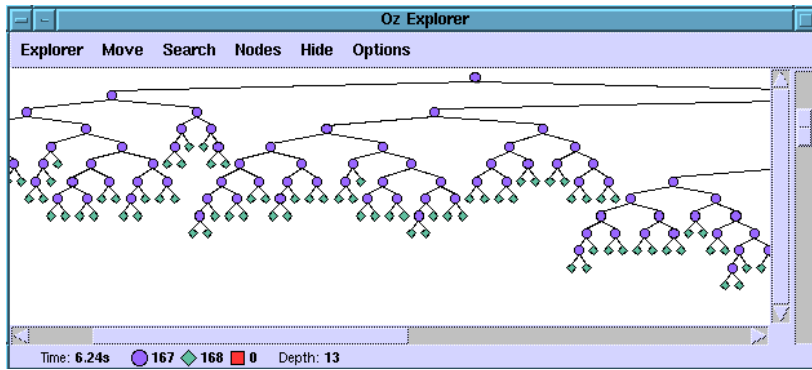 Oz Explorer
Explorer Move Search Nodes Hide Options
Time: 6.24s 167 168 0 Depth: 13